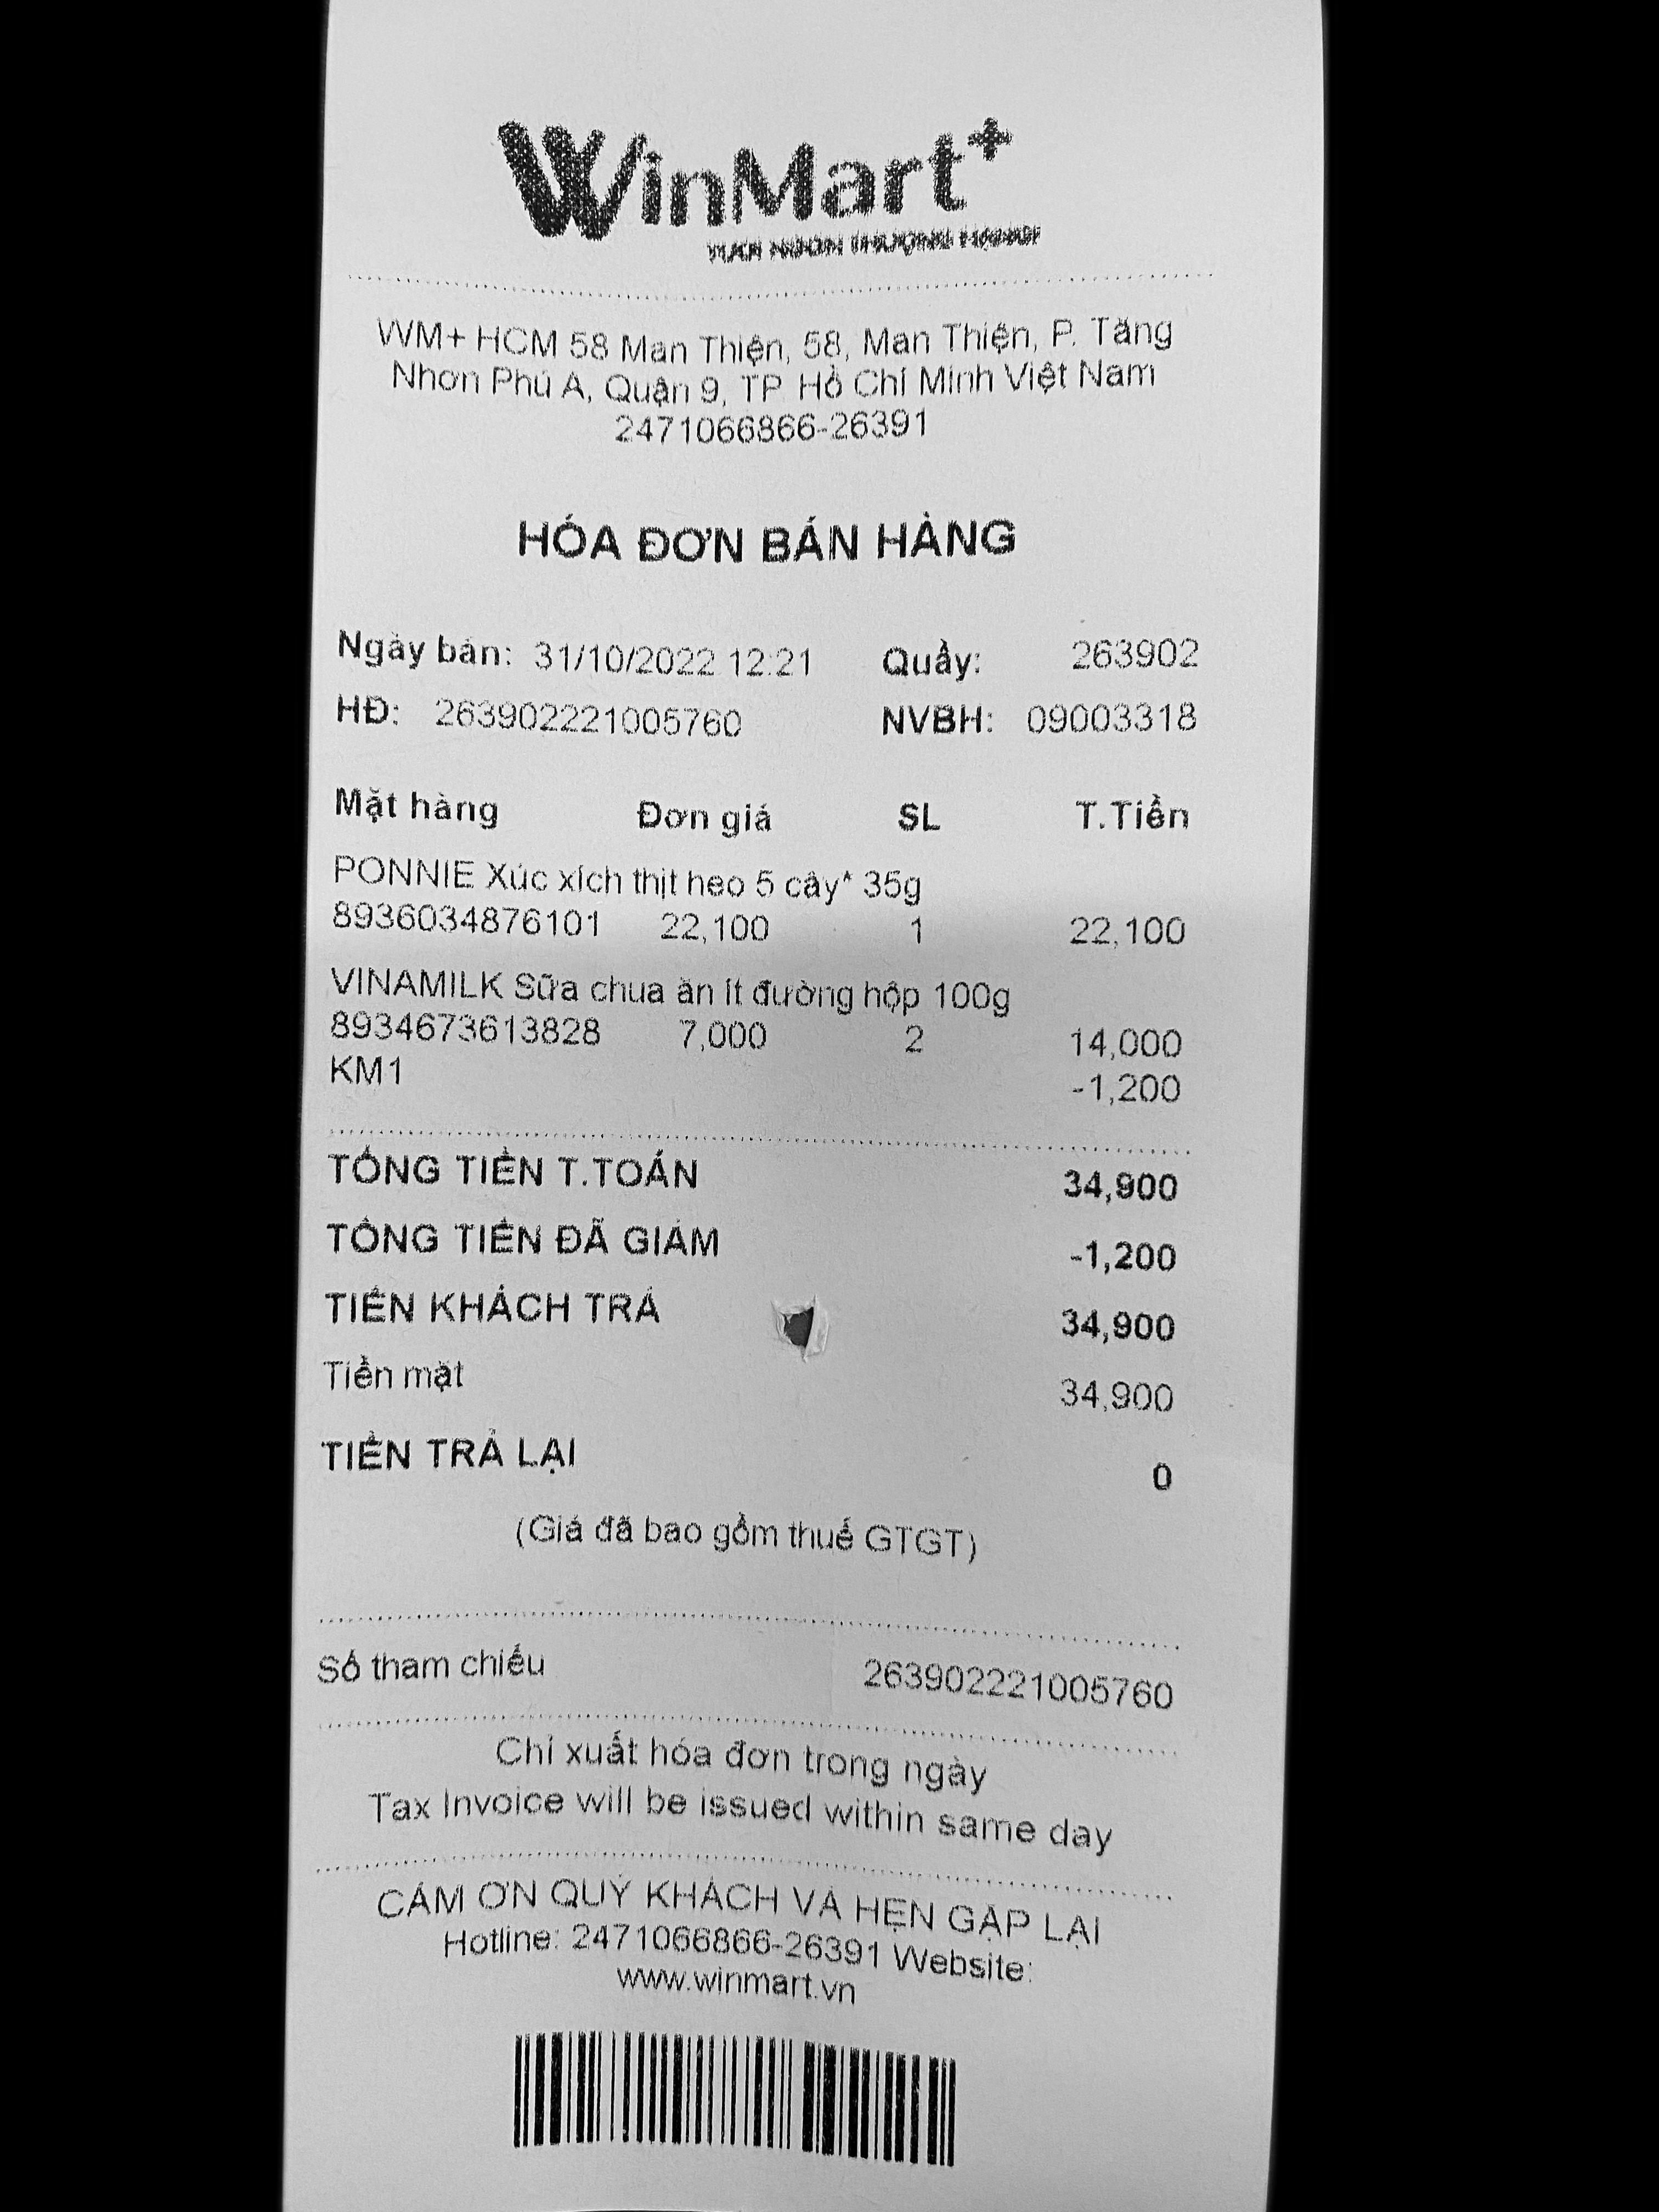 WinMart+
WM+ HCM 58 Man Thiện, 58, Man Thiện, P. Tăng
Nhơn Phú A, Quận 9, TP. Hồ Chí Minh Việt Nam
2471066866-26391
HÓA ĐƠN BÁN HÀNG
Ngày bán: 31/10/2022 12:21 Quầy: 263902
HĐ: 263902221005760 NVBH: 09003318
Mặt hàng Đơn giá SL T.Tiền
PONNIE Xúc xích thịt heo 5 cây* 35g
8936034876101 22,100 1 22,100
VINAMILK Sữa chua ăn ít đường hộp 100g
8934673613828 7,000 2 14,000
KM1 -1,200
TỔNG TIỀN T.TOÁN 34,900
TỔNG TIỀN ĐÃ GIẢM -1,200
TIỀN KHÁCH TRẢ 34,900
Tiền mặt 34,900
TIỀN TRẢ LẠI 0
(Giá đã bao gồm thuế GTGT)
Số tham chiếu 263902221005760
Chỉ xuất hóa đơn trong ngày
Tax Invoice will be issued within same day
CẢM ƠN QUÝ KHÁCH VÀ HẸN GẶP LẠI
Hotline: 2471066866-26391 Website:
www.winmart.vn